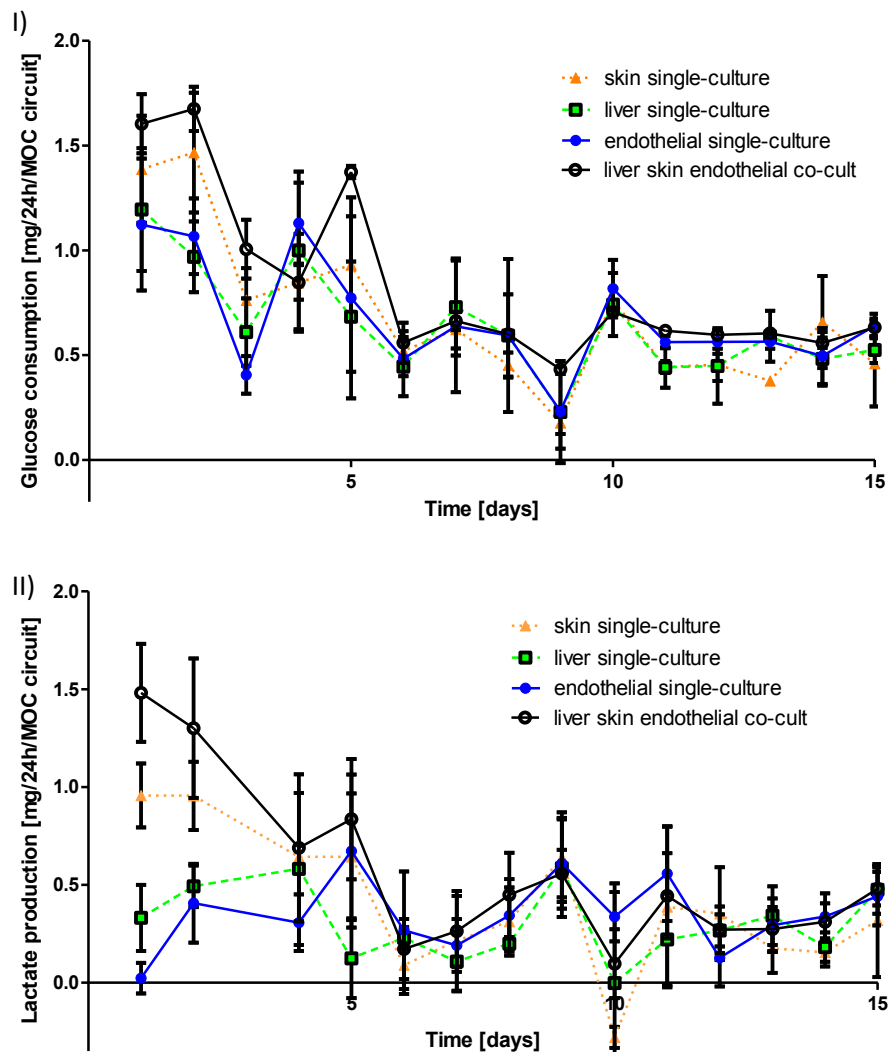 I)
Glucose consumption [mg/24h/MOC circuit]
2.0
1.5
1.0
0.5
0.0
skin single-culture
liver single-culture
endothelial single-culture
liver skin endothelial co-cult
5
10
15
Time [days]
II)
Lactate production [mg/24h/MOC circuit]
2.0
1.5
1.0
0.5
0.0
skin single-culture
liver single-culture
endothelial single-culture
liver skin endothelial co-cult
5
10
15
Time [days]